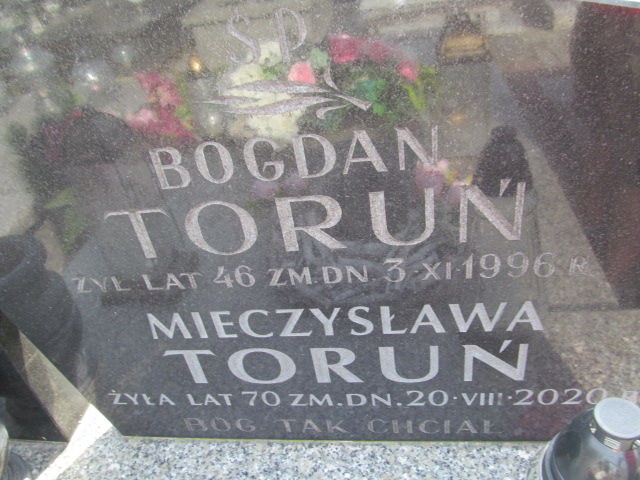 S.P.
BOGDAN
TORUŃ
ŻYŁ LAT 46 ZM.DN. 3·XI·1996 R.
MIECZYSŁAWA
TORUŃ
ŻYŁA LAT 70 ZM.DN. 20·VIII·2020
BÓG TAK CHCIAŁ